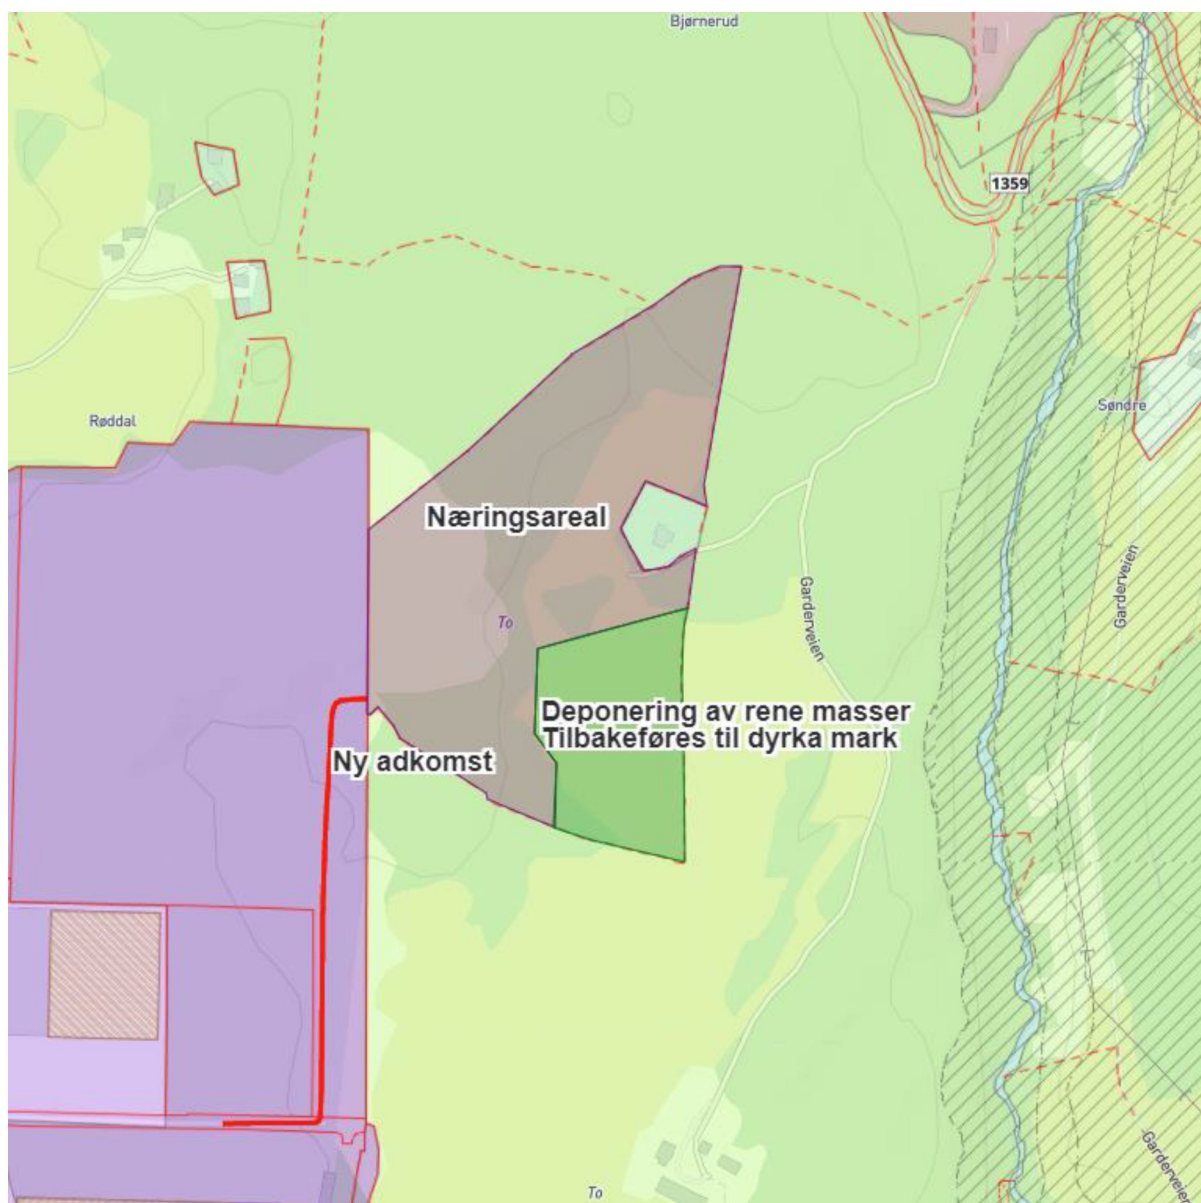 Bjørnerud
1359
Røddal
Søndre
Næringsareal
Garderveien
Garderveien
To
Deponering av rene masser
Tilbakeføres til dyrka mark
Ny adkomst
Garderveie
To